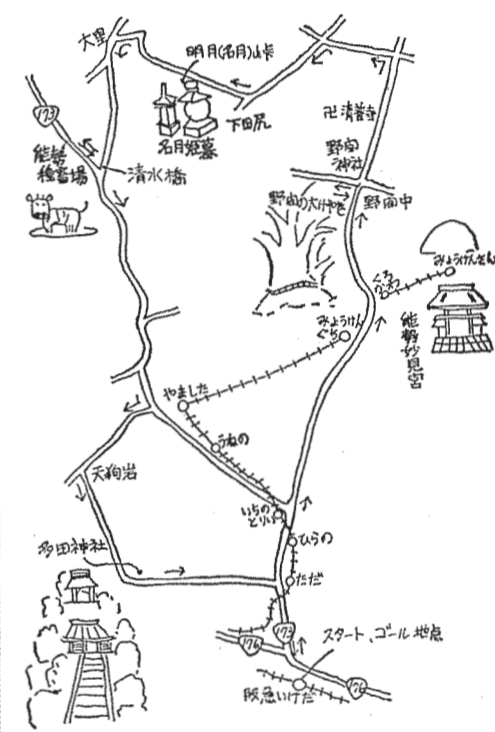 大里
明月(名月)峠
卍清普寺
下田尻
名月姫墓
野間
神社
173
能勢
種畜場
清水橋
野間の大けやき
野間中
みょうけんさん
くろ
かわ
みょうけん
ぐち
能勢妙見宮
やました
うねの
天狗岩
いちの
とりい
ひらの
多田神社
ただ
スタート、ゴール地点
176
173
阪急いけだ
176